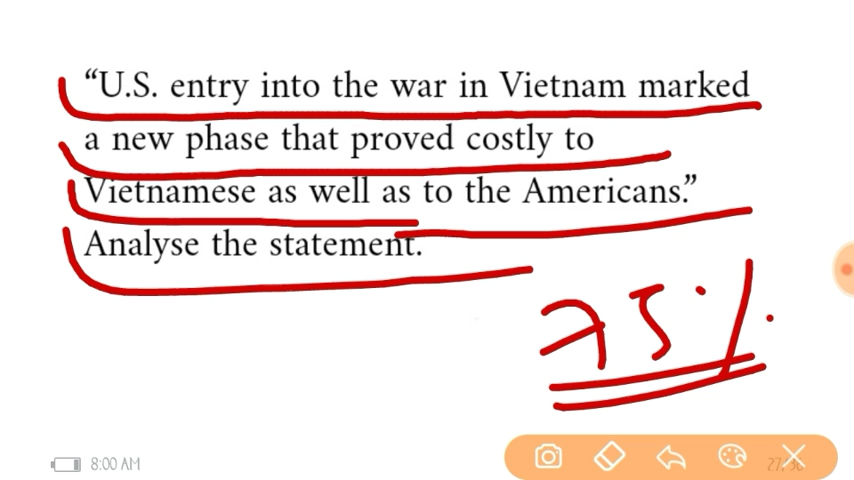 “U.S. entry into the war in Vietnam marked
a new phase that proved costly to
Vietnamese as well as to the Americans.”
Analyse the statement.
75%
8:00 AM